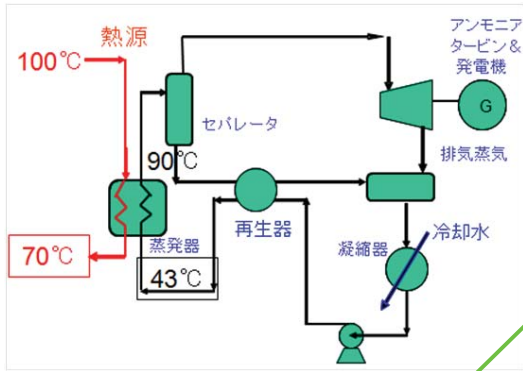 熱源
100℃
アンモニア
タービン＆
発電機
G
セパレータ
90℃
排気蒸気
再生器
蒸発器
70℃
43℃
凝縮器
冷却水